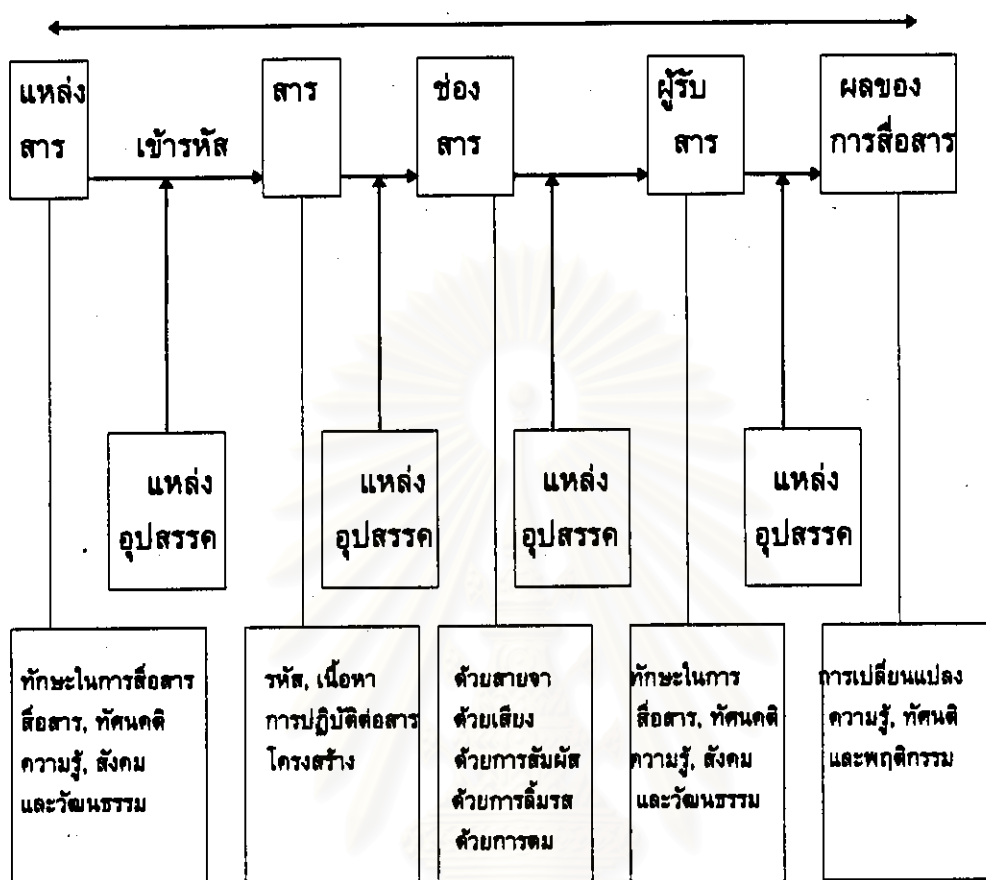 แหล่ง
สาร
เข้ารหัส
สาร
ช่อง
สาร
ผู้รับ
สาร
ผลของ
การสื่อสาร
แหล่ง
อุปสรรค
แหล่ง
อุปสรรค
แหล่ง
อุปสรรค
แหล่ง
อุปสรรค
ทักษะในการสื่อสาร
สื่อสาร, ทัศนคติ
ความรู้, สังคม
และวัฒนธรรม
รหัส, เนื้อหา
การปฏิบัติต่อสาร
โครงสร้าง
ด้วยสายจา
ด้วยเสียง
ด้วยการสัมผัส
ด้วยการลิ้มรส
ด้วยการดม
ทักษะในการ
สื่อสาร, ทัศนคติ
ความรู้, สังคม
และวัฒนธรรม
การเปลี่ยนแปลง
ความรู้, ทัศนติ
และพฤติกรรม